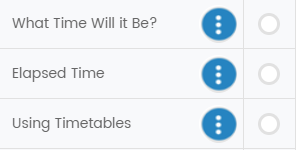 What Time Will it Be?
Elapsed Time
Using Timetables